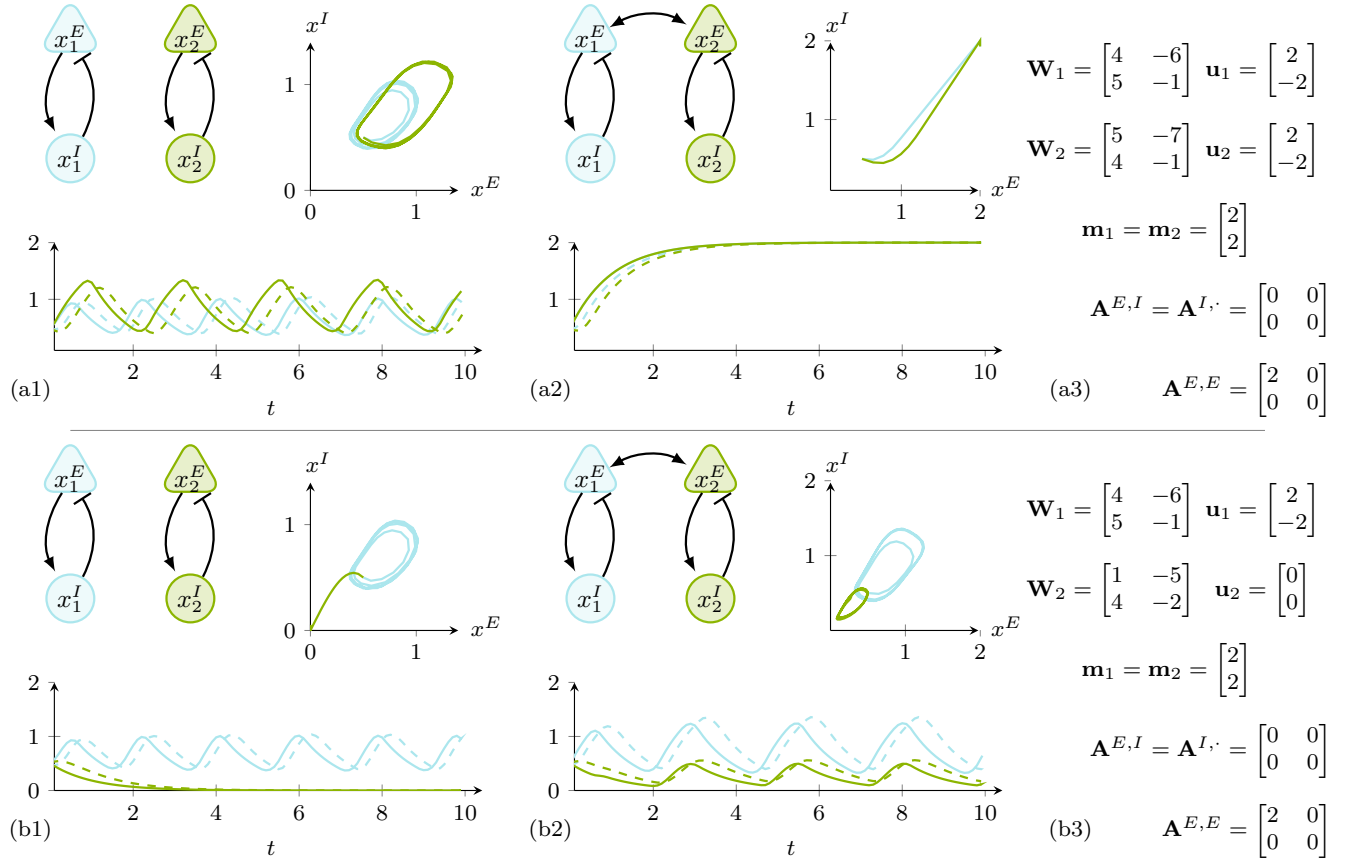 x_1^E x_2^E
x_1^I x_2^I
x^I
1
0
0 1 x^E
2
1
0
2 4 6 8 10
t
(a1)
x_1^E x_2^E
x_1^I x_2^I
x^I
2
1
1 2
x^E
2
1
2 4 6 8 10
t
(a2)
W_1 = [4 −6; 5 −1] u_1 = [2; −2]
W_2 = [5 −7; 4 −1] u_2 = [2; −2]
m_1 = m_2 = [2; 2]
A^{E,I} = A^{I,·} = [0 0; 0 0]
(a3) A^{E,E} = [2 0; 0 0]
x_1^E x_2^E
x_1^I x_2^I
x^I
1
0
0 1 x^E
2
1
0
2 4 6 8 10
t
(b1)
x_1^E x_2^E
x_1^I x_2^I
x^I
2
1
1 2
x^E
2
1
0
2 4 6 8 10
t
(b2)
W_1 = [4 −6; 5 −1] u_1 = [2; −2]
W_2 = [1 −5; 4 −2] u_2 = [0; 0]
m_1 = m_2 = [2; 2]
A^{E,I} = A^{I,·} = [0 0; 0 0]
(b3) A^{E,E} = [2 0; 0 0]